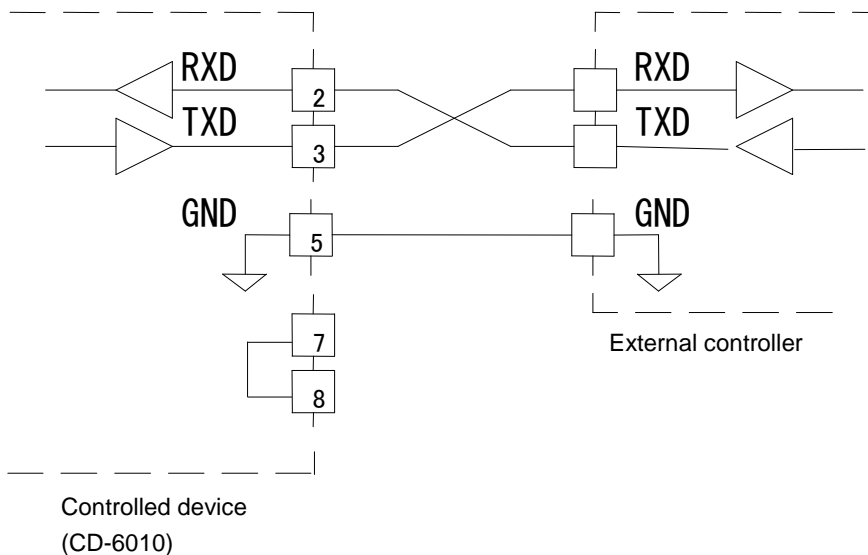 RXD
2
RXD
TXD
3
TXD
GND
5
GND
7
External controller
8
Controlled device
(CD-6010)